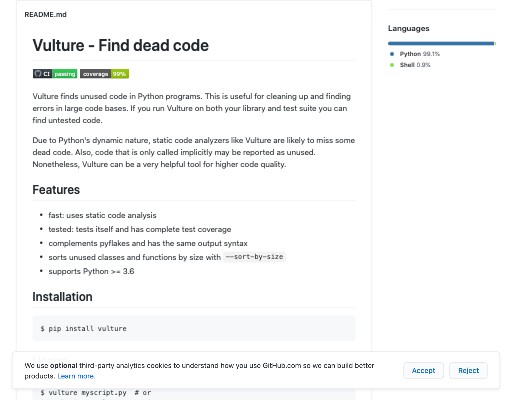 README.md
Vulture - Find dead code
CI passing coverage 99%
Vulture finds unused code in Python programs. This is useful for cleaning up and finding
errors in large code bases. If you run Vulture on both your library and test suite you can
find untested code.
Due to Python's dynamic nature, static code analyzers like Vulture are likely to miss some
dead code. Also, code that is only called implicitly may be reported as unused.
Nonetheless, Vulture can be a very helpful tool for higher code quality.
Features
• fast: uses static code analysis
• tested: tests itself and has complete test coverage
• complements pyflakes and has the same output syntax
• sorts unused classes and functions by size with --sort-by-size
• supports Python >= 3.6
Installation
$ pip install vulture
$ vulture myscript.py  # or
Languages
Python 99.1%
Shell 0.9%
We use optional third-party analytics cookies to understand how you use GitHub.com so we can build better
products. Learn more.
Accept
Reject